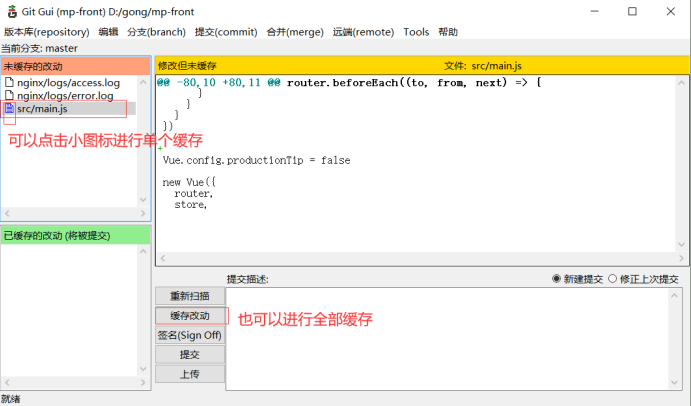 Git Gui (mp-front) D:/gong/mp-front
版本库(repository) 编辑 分支(branch) 提交(commit) 合并(merge) 远端(remote) Tools 帮助
当前分支: master
未缓存的改动
nginx/logs/access.log
nginx/logs/error.log
src/main.js
可以点击小图标进行单个缓存
修改但未缓存 文件: src/main.js
@@ -80,10 +80,11 @@ router.beforeEach((to, from, next) => {
}
}
}
})
+
Vue.config.productionTip = false
new Vue({
router,
store,
已缓存的改动 (将被提交)
提交描述: 新建提交 修正上次提交
重新扫描
缓存改动
也可以进行全部缓存
签名(Sign Off)
提交
上传
就绪